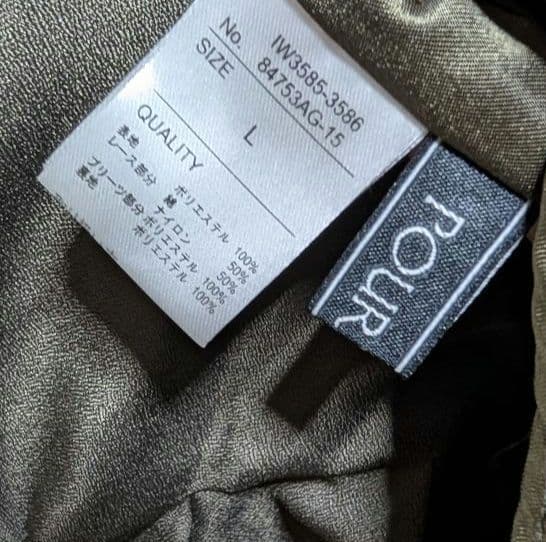 No. IW3585-3586
84753AG-15
SIZE
L
QUALITY
表地 ポリエステル 100%
レース部分 綿 50%
ナイロン 50%
プリーツ部分 ポリエステル 100%
裏地 ポリエステル 100%
POUR